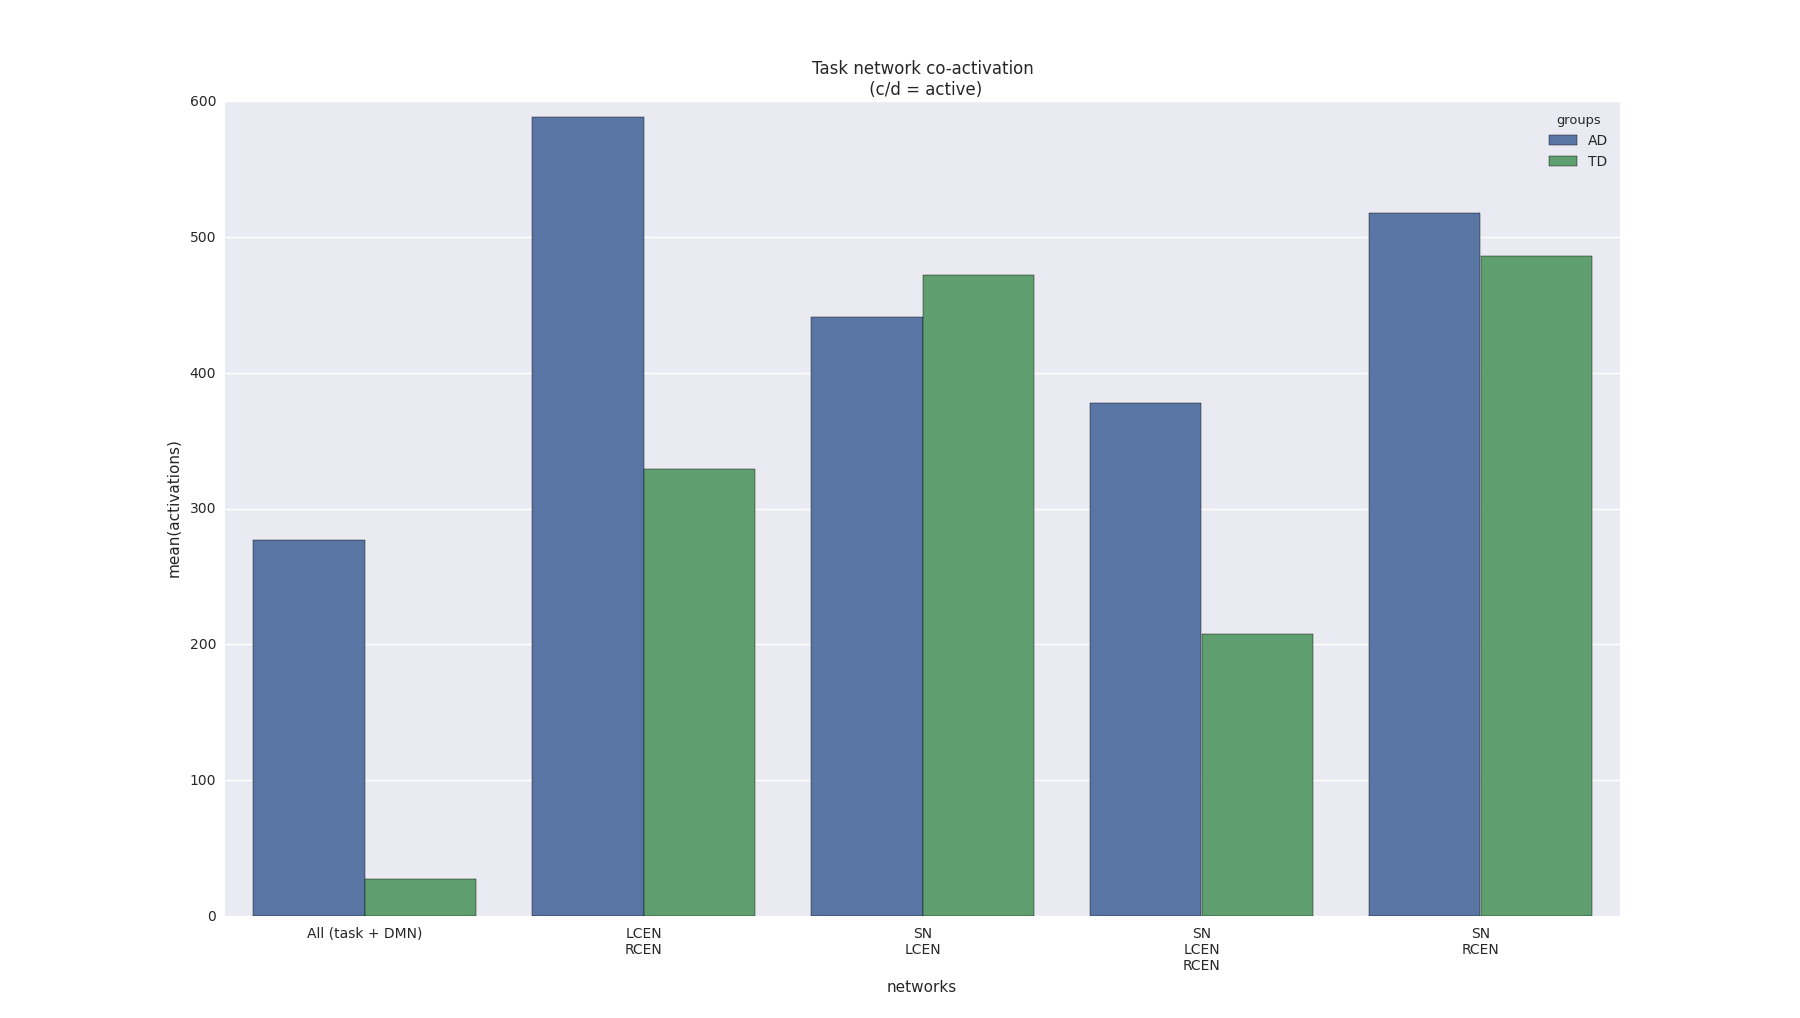 Task network co-activation
(c/d = active)
groups
AD
TD
mean(activations)
600
500
400
300
200
100
0
All (task + DMN)
LCEN
RCEN
SN
LCEN
SN
LCEN
RCEN
SN
RCEN
networks